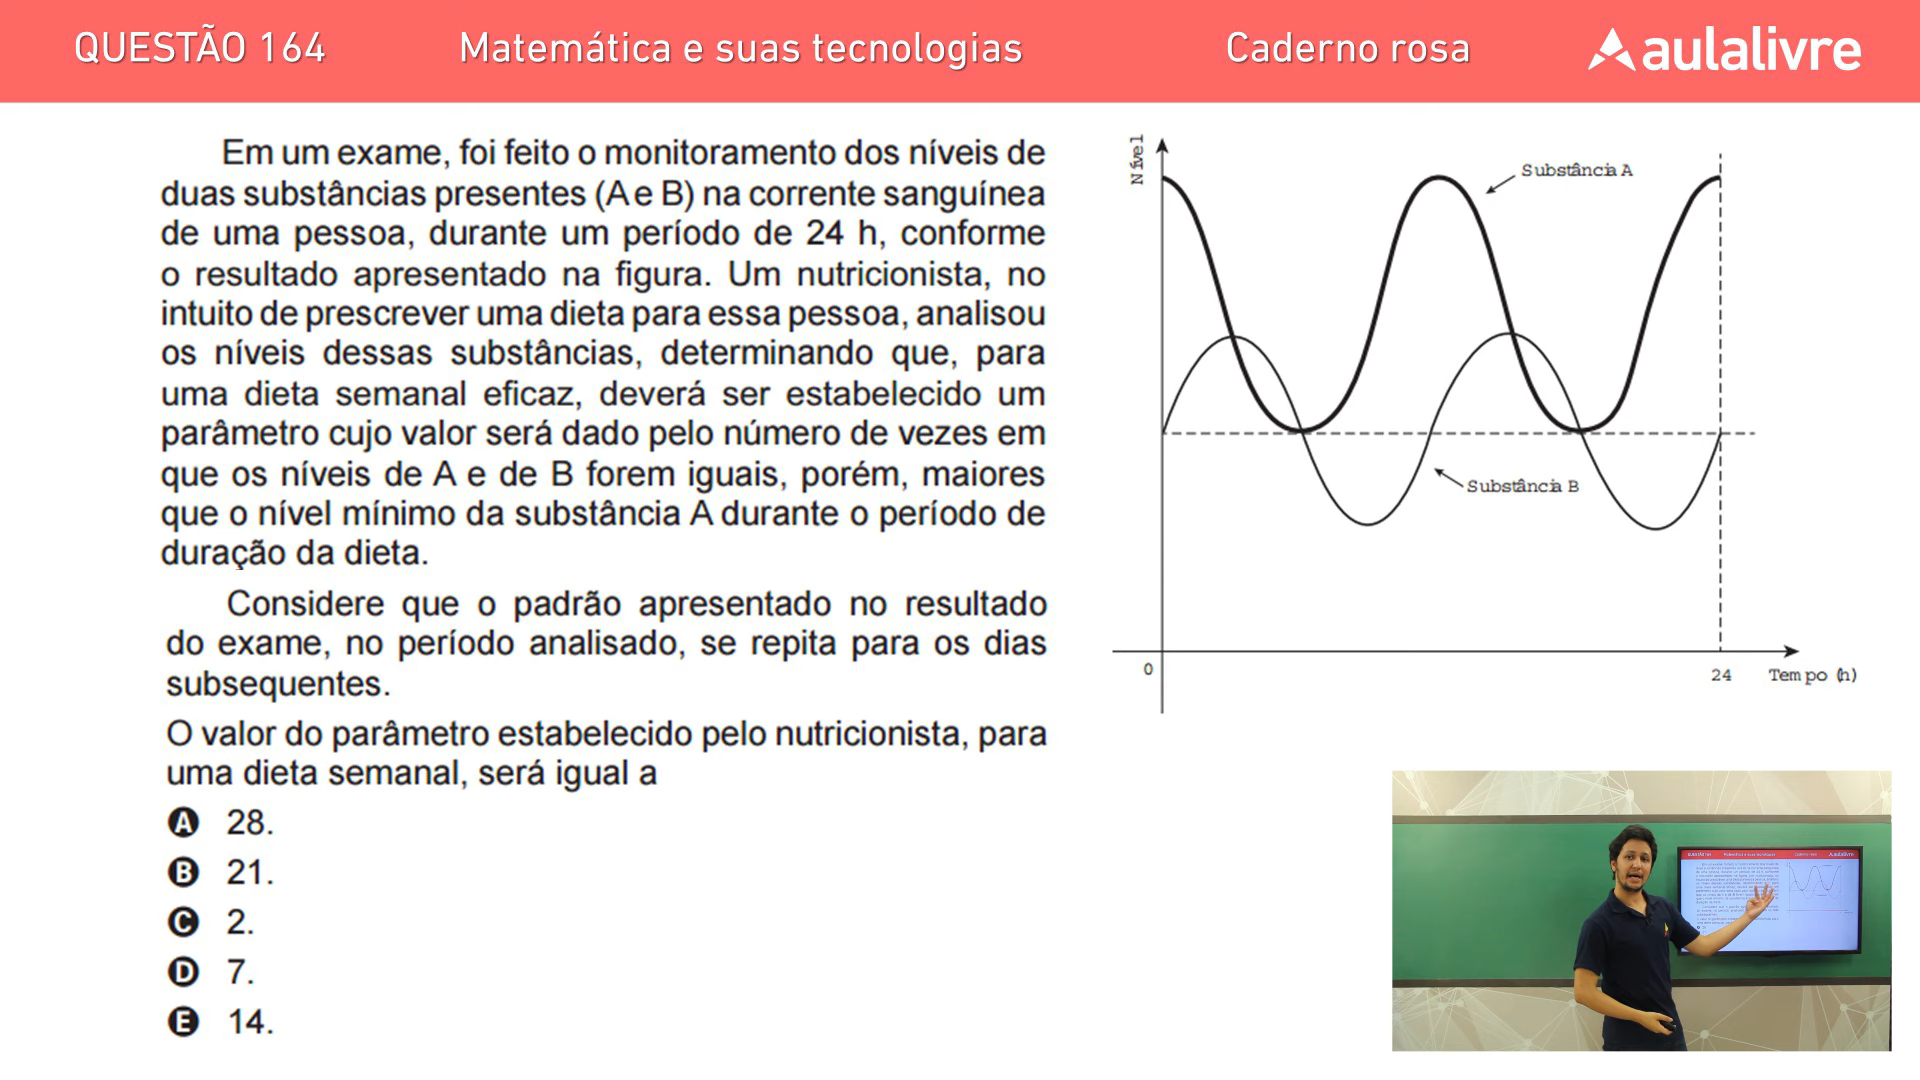 QUESTÃO 164 Matemática e suas tecnologias Caderno rosa aulalivre
Em um exame, foi feito o monitoramento dos níveis de
duas substâncias presentes (A e B) na corrente sanguínea
de uma pessoa, durante um período de 24 h, conforme
o resultado apresentado na figura. Um nutricionista, no
intuito de prescrever uma dieta para essa pessoa, analisou
os níveis dessas substâncias, determinando que, para
uma dieta semanal eficaz, deverá ser estabelecido um
parâmetro cujo valor será dado pelo número de vezes em
que os níveis de A e de B forem iguais, porém, maiores
que o nível mínimo da substância A durante o período de
duração da dieta.
Considere que o padrão apresentado no resultado
do exame, no período analisado, se repita para os dias
subsequentes.
O valor do parâmetro estabelecido pelo nutricionista, para
uma dieta semanal, será igual a
A 28.
B 21.
C 2.
D 7.
E 14.
Nível
Substância A
Substância B
0
24
Tempo (h)